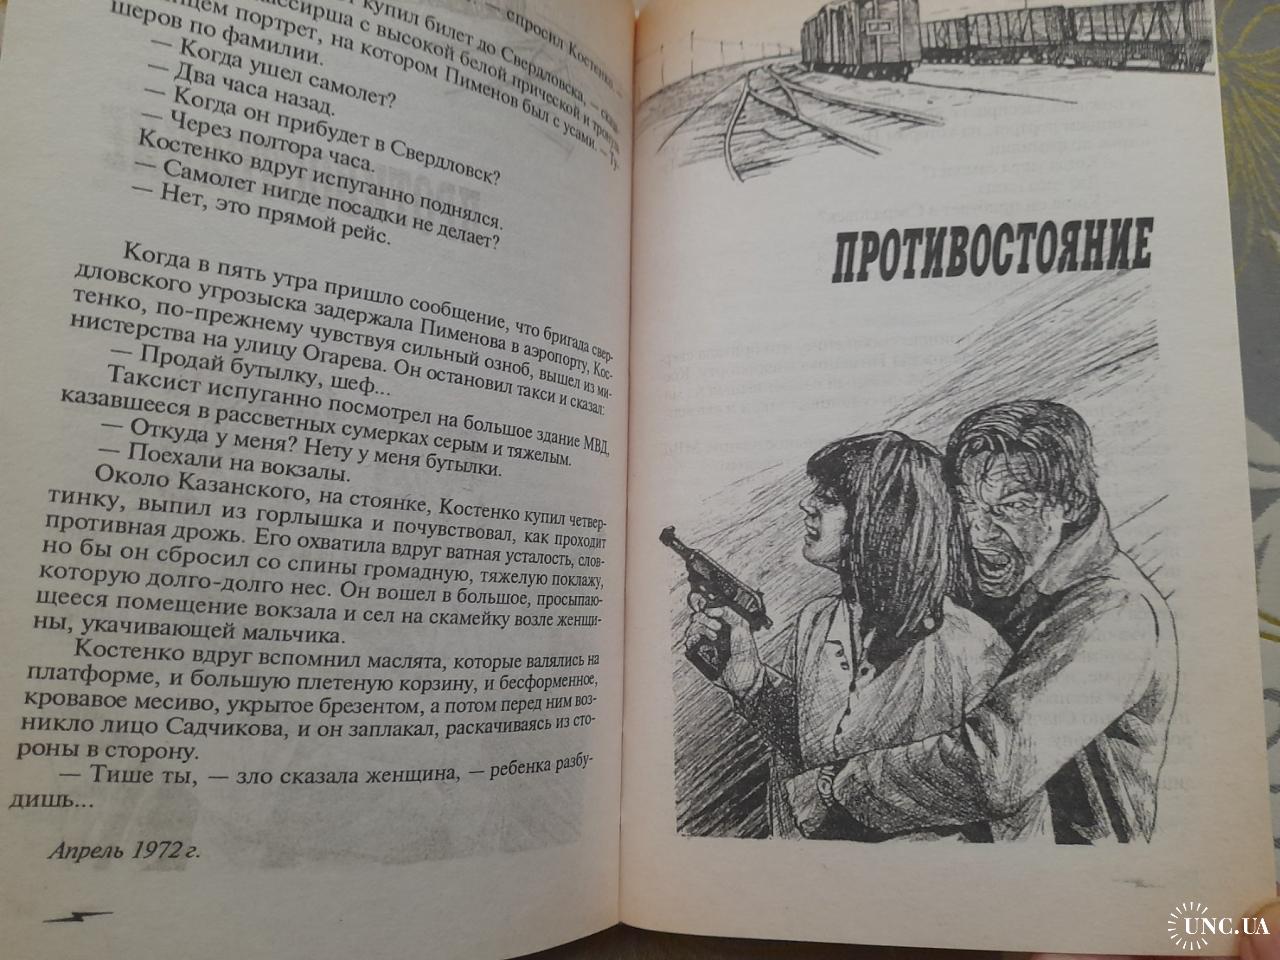 — спросил Костенко. —
купил билет до Свердловска, —
с высокой белой прической и тронула
портрет, на котором Пименов был с усами. — Ту-
шеров по фамилии.
— Когда ушел самолет?
— Два часа назад.
— Когда он прибудет в Свердловск?
— Через полтора часа.
Костенко вдруг испуганно поднялся.
— Самолет нигде посадки не делает?
— Нет, это прямой рейс.
Когда в пять утра пришло сообщение, что бригада свер-
дловского угрозыска задержала Пименова в аэропорту, Кос-
тенко, по-прежнему чувствуя сильный озноб, вышел из ми-
нистерства на улицу Огарева. Он остановил такси и сказал:
— Продай бутылку, шеф...
Таксист испуганно посмотрел на большое здание МВД,
казавшееся в рассветных сумерках серым и тяжелым.
— Откуда у меня? Нету у меня бутылки.
— Поехали на вокзалы.
Около Казанского, на стоянке, Костенко купил четвер-
тинку, выпил из горлышка и почувствовал, как проходит
противная дрожь. Его охватила вдруг ватная усталость, слов-
но бы он сбросил со спины громадную, тяжелую поклажу,
которую долго-долго нес. Он вошел в большое, просыпаю-
щееся помещение вокзала и сел на скамейку возле женщи-
ны, укачивающей мальчика.
Костенко вдруг вспомнил маслята, которые валялись на
платформе, и большую плетеную корзину, и бесформенное,
кровавое месиво, укрытое брезентом, а потом перед ним воз-
никло лицо Садчикова, и он заплакал, раскачиваясь из сто-
роны в сторону.
— Тише ты, — зло сказала женщина, — ребенка разбу-
дишь...
Апрель 1972 г.
ПРОТИВОСТОЯНИЕ
UNC.UA